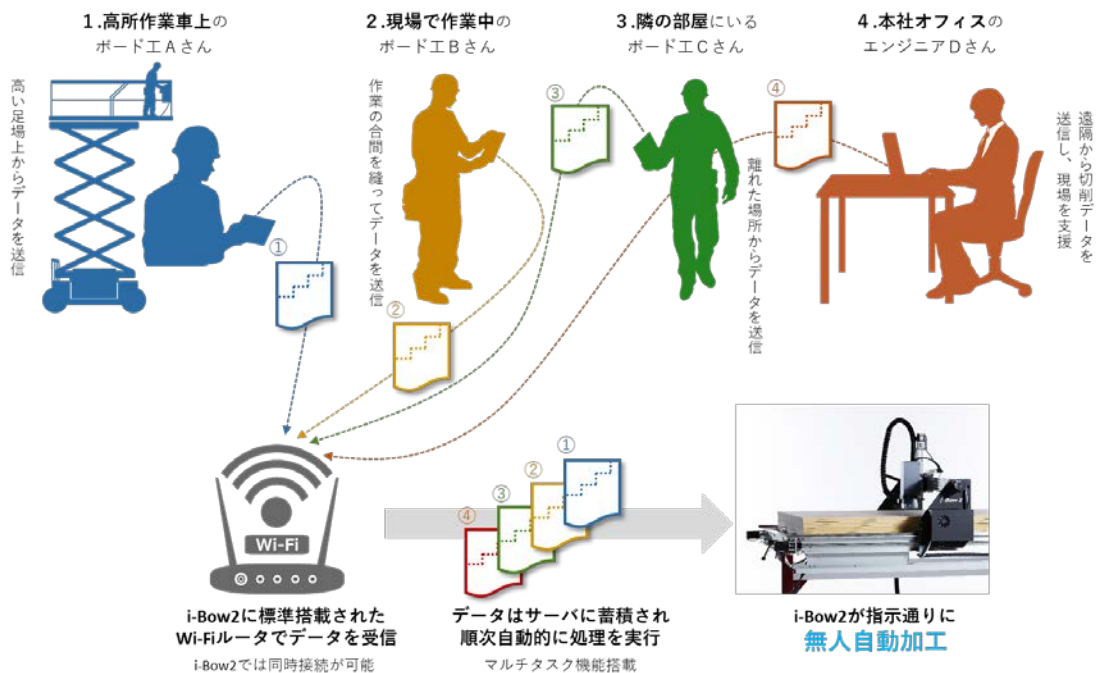 1.高所作業車上の
ボード工Aさん
2.現場で作業中の
ボード工Bさん
3.隣の部屋にいる
ボード工Cさん
4.本社オフィスの
エンジニアDさん
高い足場上からデータを送信
作業の合間を縫ってデータを送信
離れた場所からデータを送信
遠隔から切削データを
送信し、現場を支援
①
②
③
④
Wi-Fi
④
③
②
①
i-Bow 2
i-Bow2に標準搭載された
Wi-Fiルータでデータを受信
i-Bow2では同時接続が可能
データはサーバに蓄積され
順次自動的に処理を実行
マルチタスク機能搭載
i-Bow2が指示通りに
無人自動加工